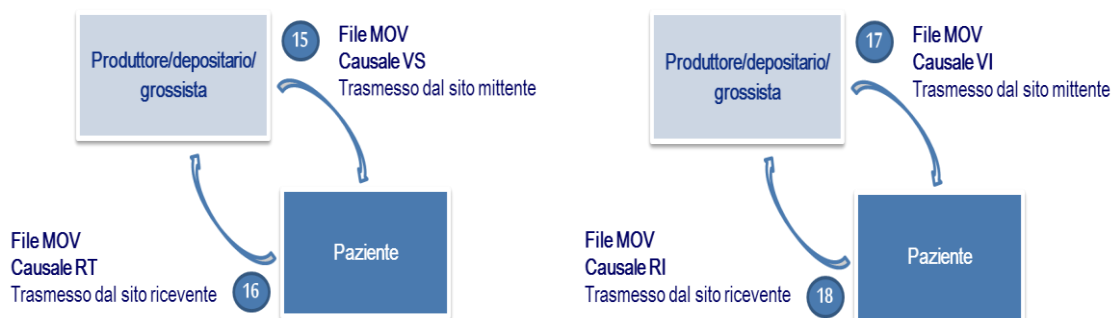 Produttore/depositario/
grossista
15
File MOV
Causale VS
Trasmesso dal sito mittente
Paziente
File MOV
Causale RT
Trasmesso dal sito ricevente
16
Produttore/depositario/
grossista
17
File MOV
Causale VI
Trasmesso dal sito mittente
Paziente
File MOV
Causale RI
Trasmesso dal sito ricevente
18